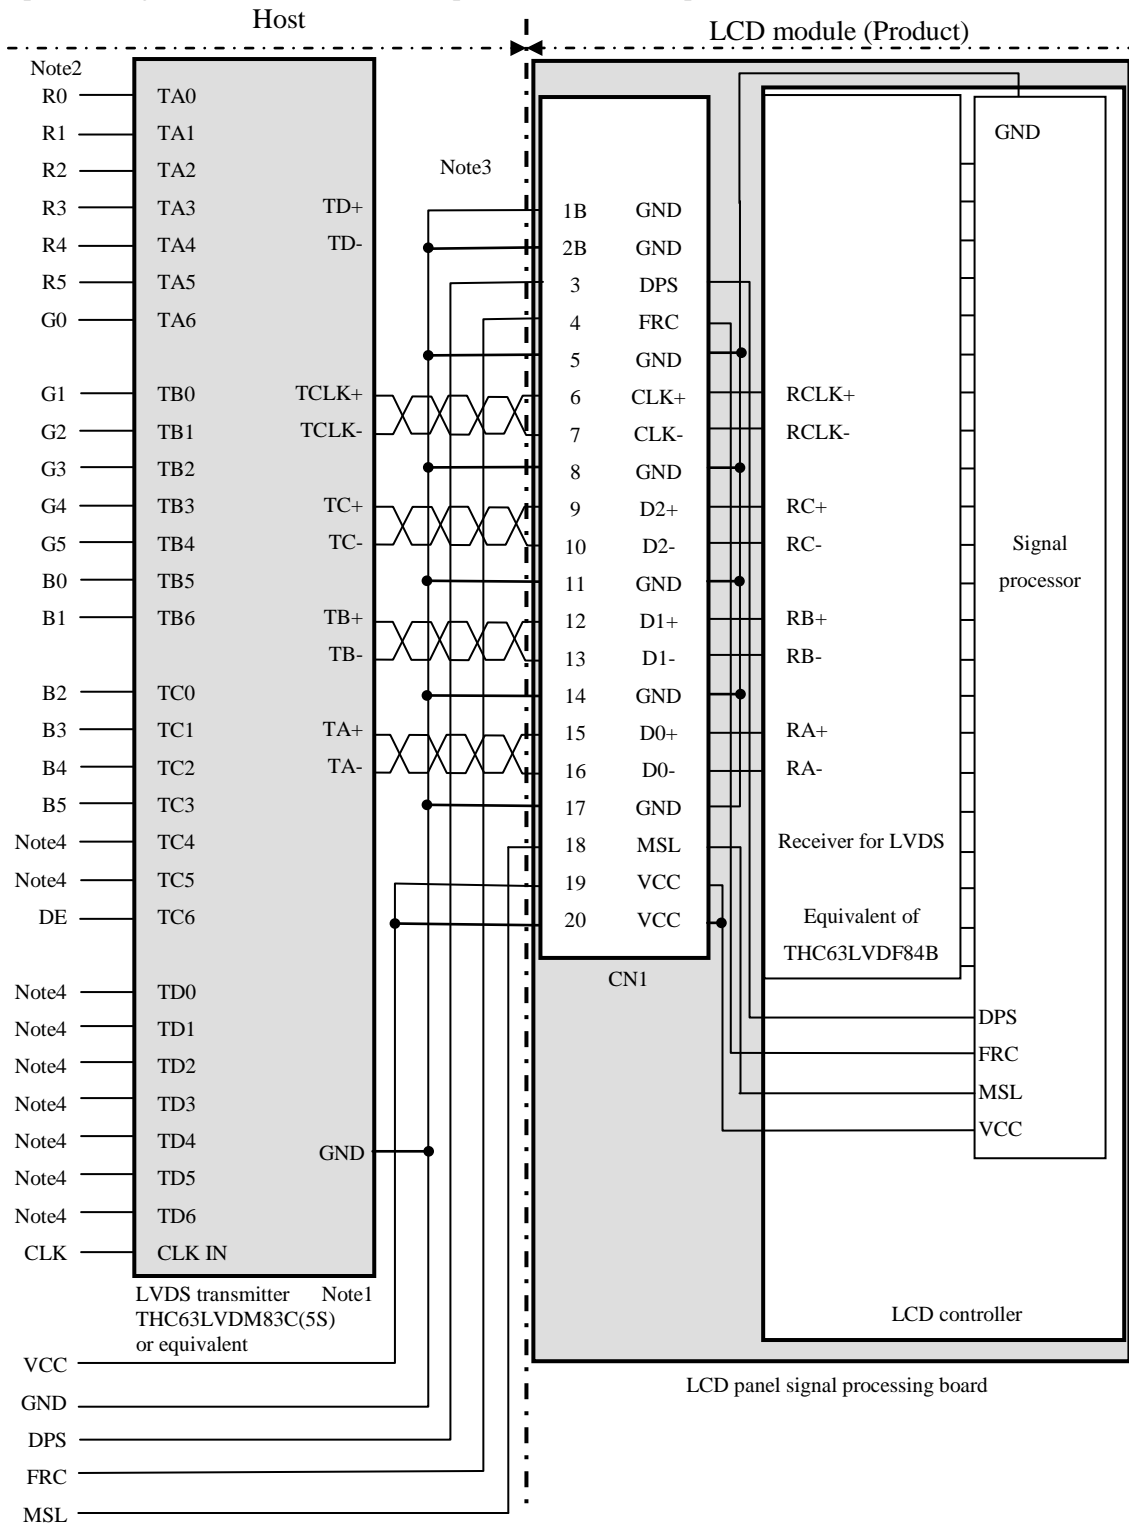 Host
LCD module (Product)
Note2
R0 TA0
R1 TA1
R2 TA2
Note3
R3 TA3 TD+
1B GND
R4 TA4 TD-
2B GND
R5 TA5
3 DPS
G0 TA6
4 FRC
5 GND
G1 TB0 TCLK+
6 CLK+ RCLK+
G2 TB1 TCLK-
7 CLK- RCLK-
G3 TB2
8 GND
G4 TB3 TC+
9 D2+ RC+
G5 TB4 TC-
10 D2- RC-
B0 TB5
11 GND
B1 TB6 TB+
12 D1+ RB+
TB-
13 D1- RB-
B2 TC0
14 GND
B3 TC1 TA+
15 D0+ RA+
B4 TC2 TA-
16 D0- RA-
B5 TC3
17 GND
Note4 TC4
18 MSL
Note4 TC5
19 VCC
DE TC6
20 VCC
CN1
GND
Signal
processor
Receiver for LVDS
Equivalent of
THC63LVDF84B
Note4 TD0
Note4 TD1
Note4 TD2
Note4 TD3
Note4 TD4 GND
Note4 TD5
Note4 TD6
CLK CLK IN
DPS
FRC
MSL
VCC
LVDS transmitter Note1
THC63LVDM83C(5S)
or equivalent
LCD controller
LCD panel signal processing board
VCC
GND
DPS
FRC
MSL